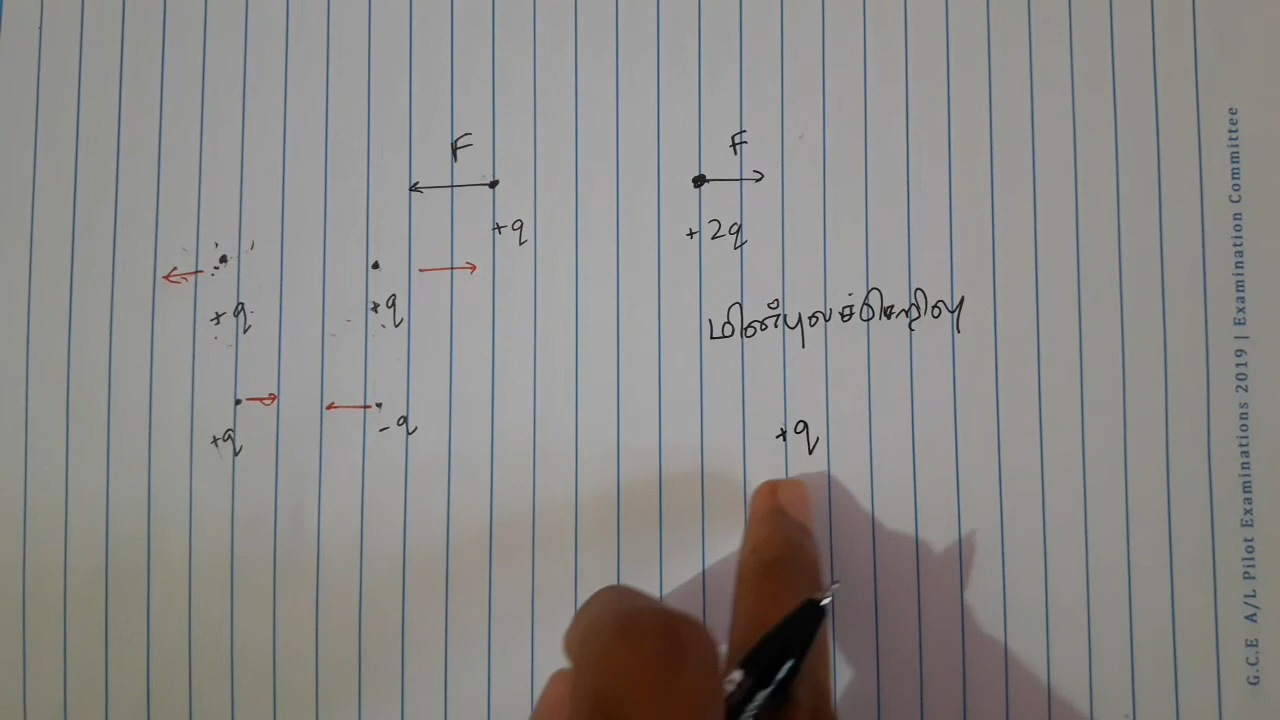 F
F
+q
+2q
+q
+q
மின்புலச்செறிவு
+q
-q
+q
G.C.E A/L Pilot Examinations 2019 | Examination Committee